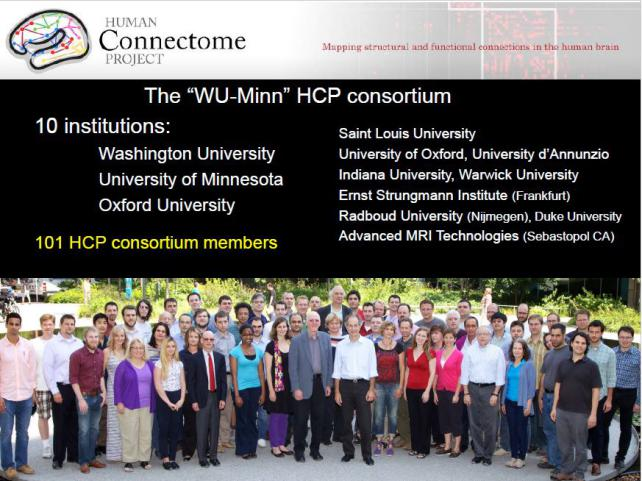 HUMAN
Connectome
PROJECT
Mapping structural and functional connections in the human brain
The “WU-Minn” HCP consortium
10 institutions:
Washington University
University of Minnesota
Oxford University
101 HCP consortium members
Saint Louis University
University of Oxford, University d’Annunzio
Indiana University, Warwick University
Ernst Strungmann Institute (Frankfurt)
Radboud University (Nijmegen), Duke University
Advanced MRI Technologies (Sebastopol CA)